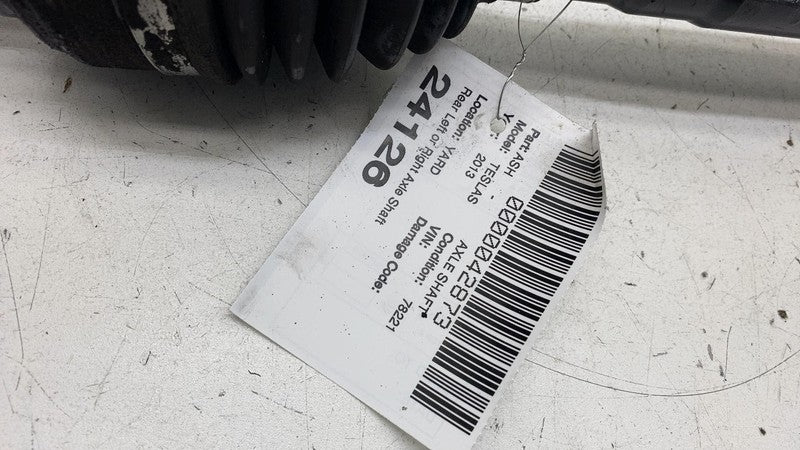 00000042873
Part: ASH AXLE SHAFT
Model: TESLAS Condition: 78221
2013 VIN:
Location: YARD Damage Code:
Rear Left or Right Axle Shaft
24126